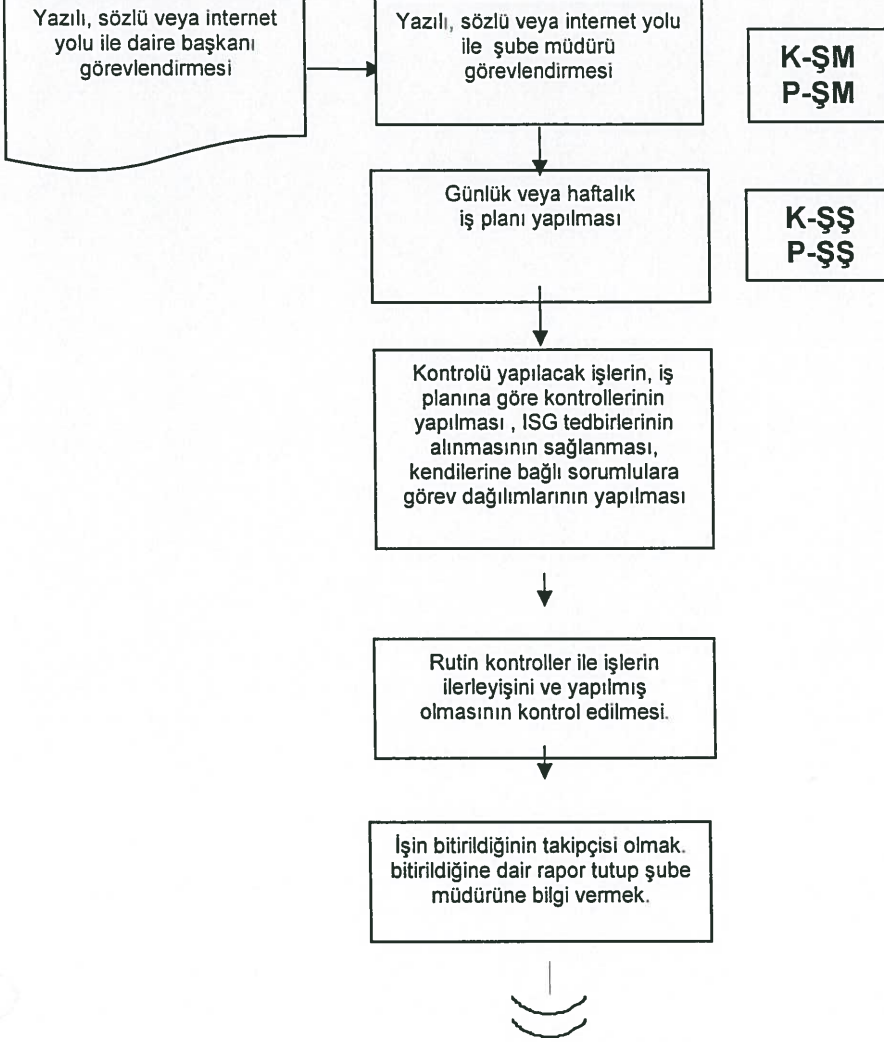 Yazılı, sözlü veya internet
yolu ile daire başkanı
görevlendirmesi
Yazılı, sözlü veya internet yolu
ile şube müdürü
görevlendirmesi
K-ŞM
P-ŞM
Günlük veya haftalık
iş planı yapılması
K-ŞŞ
P-ŞŞ
Kontrolü yapılacak işlerin, iş
planına göre kontrollerinin
yapılması , ISG tedbirlerinin
alınmasının sağlanması,
kendilerine bağlı sorumlulara
görev dağılımlarının yapılması
Rutin kontroller ile işlerin
ilerleyişini ve yapılmış
olmasının kontrol edilmesi.
İşin bitirildiğinin takipçisi olmak.
bitirildiğine dair rapor tutup şube
müdürüne bilgi vermek.